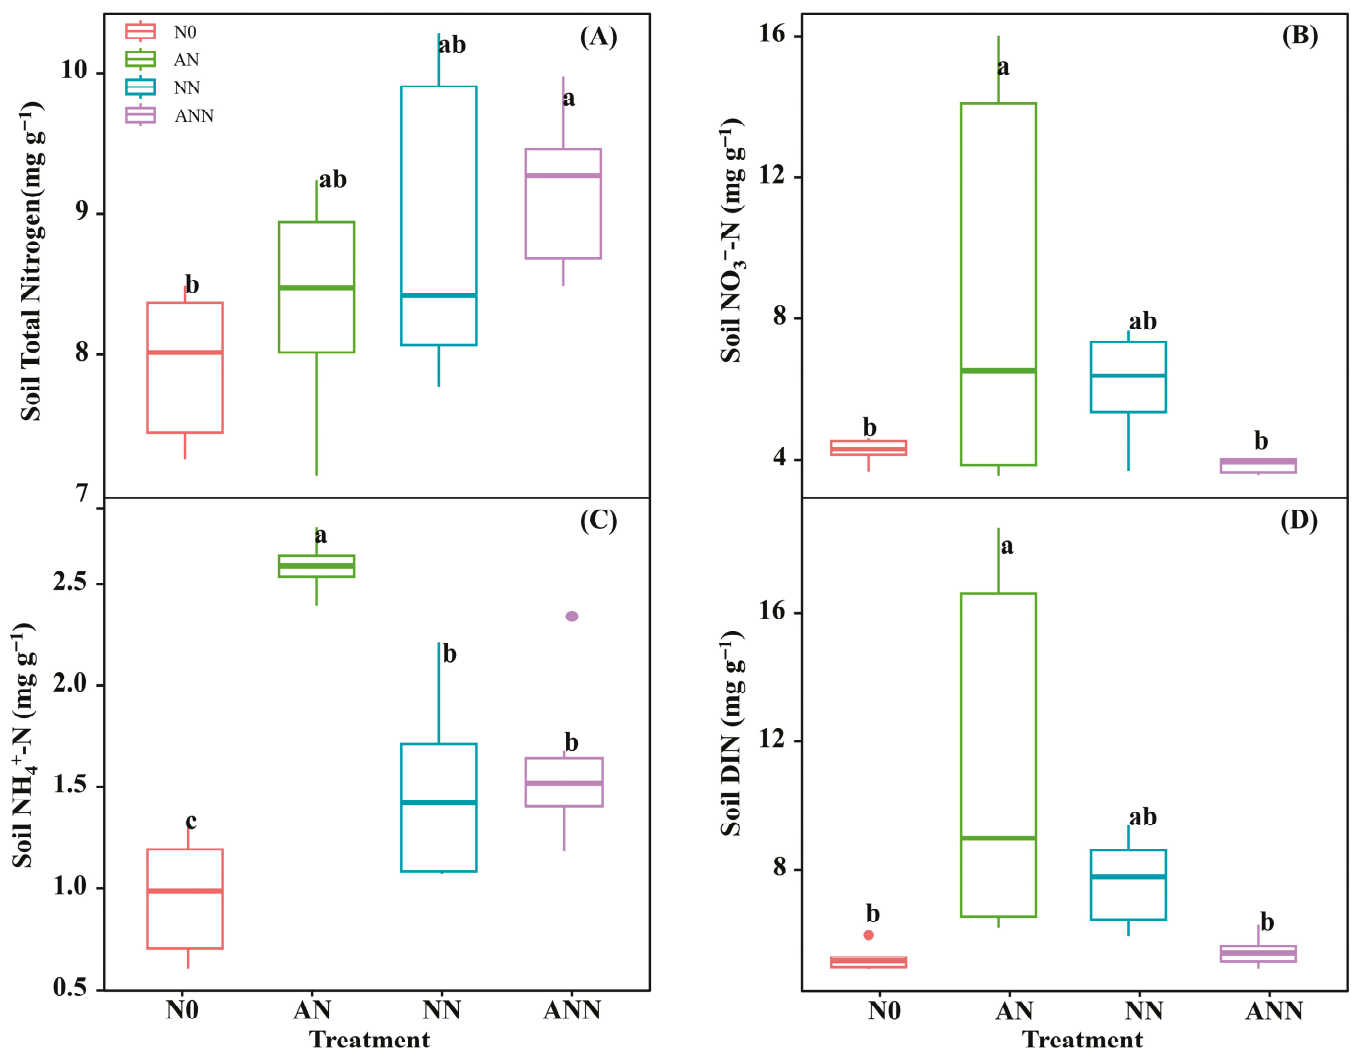 N0
AN
NN
ANN
(A)
10
9
8
7
Soil Total Nitrogen(mg g⁻¹)
b
ab
ab
a
(B)
16
12
8
4
Soil NO₃⁻-N (mg g⁻¹)
b
a
ab
b
(C)
2.5
2.0
1.5
1.0
0.5
Soil NH₄⁺-N (mg g⁻¹)
c
a
b
b
N0 AN NN ANN
Treatment
(D)
16
12
8
Soil DIN (mg g⁻¹)
b
a
ab
b
N0 AN NN ANN
Treatment